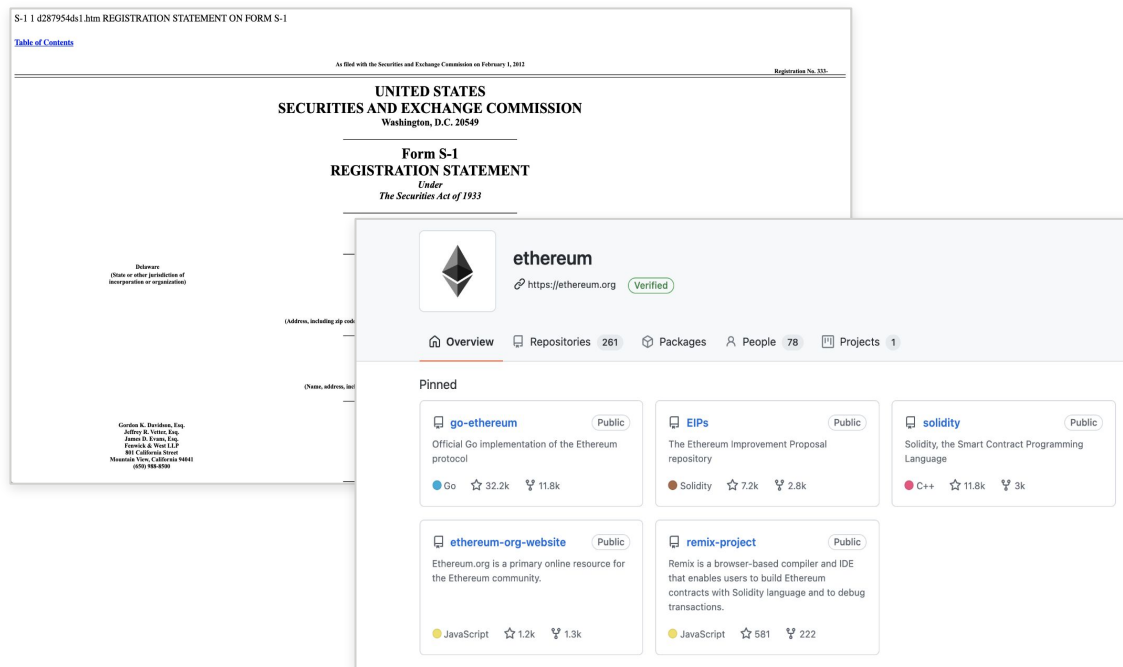 S-1 1 d287954ds1.htm REGISTRATION STATEMENT ON FORM S-1
Table of Contents
As filed with the Securities and Exchange Commission on February 1, 2012
Registration No. 333-
UNITED STATES
SECURITIES AND EXCHANGE COMMISSION
Washington, D.C. 20549
Form S-1
REGISTRATION STATEMENT
Under
The Securities Act of 1933
Delaware
(State or other jurisdiction of
incorporation or organization)
(Address, including zip code
(Name, address, incl
Gordon K. Davidson, Esq.
Jeffrey R. Vetter, Esq.
James D. Evans, Esq.
Fenwick & West LLP
801 California Street
Mountain View, California 94041
(650) 988-8500
ethereum
https://ethereum.org Verified
Overview Repositories 261 Packages People 78 Projects 1
Pinned
go-ethereum Public
Official Go implementation of the Ethereum
protocol
Go 32.2k 11.8k
EIPs Public
The Ethereum Improvement Proposal
repository
Solidity 7.2k 2.8k
solidity Public
Solidity, the Smart Contract Programming
Language
C++ 11.8k 3k
ethereum-org-website Public
Ethereum.org is a primary online resource for
the Ethereum community.
JavaScript 1.2k 1.3k
remix-project Public
Remix is a browser-based compiler and IDE
that enables users to build Ethereum
contracts with Solidity language and to debug
transactions.
JavaScript 581 222